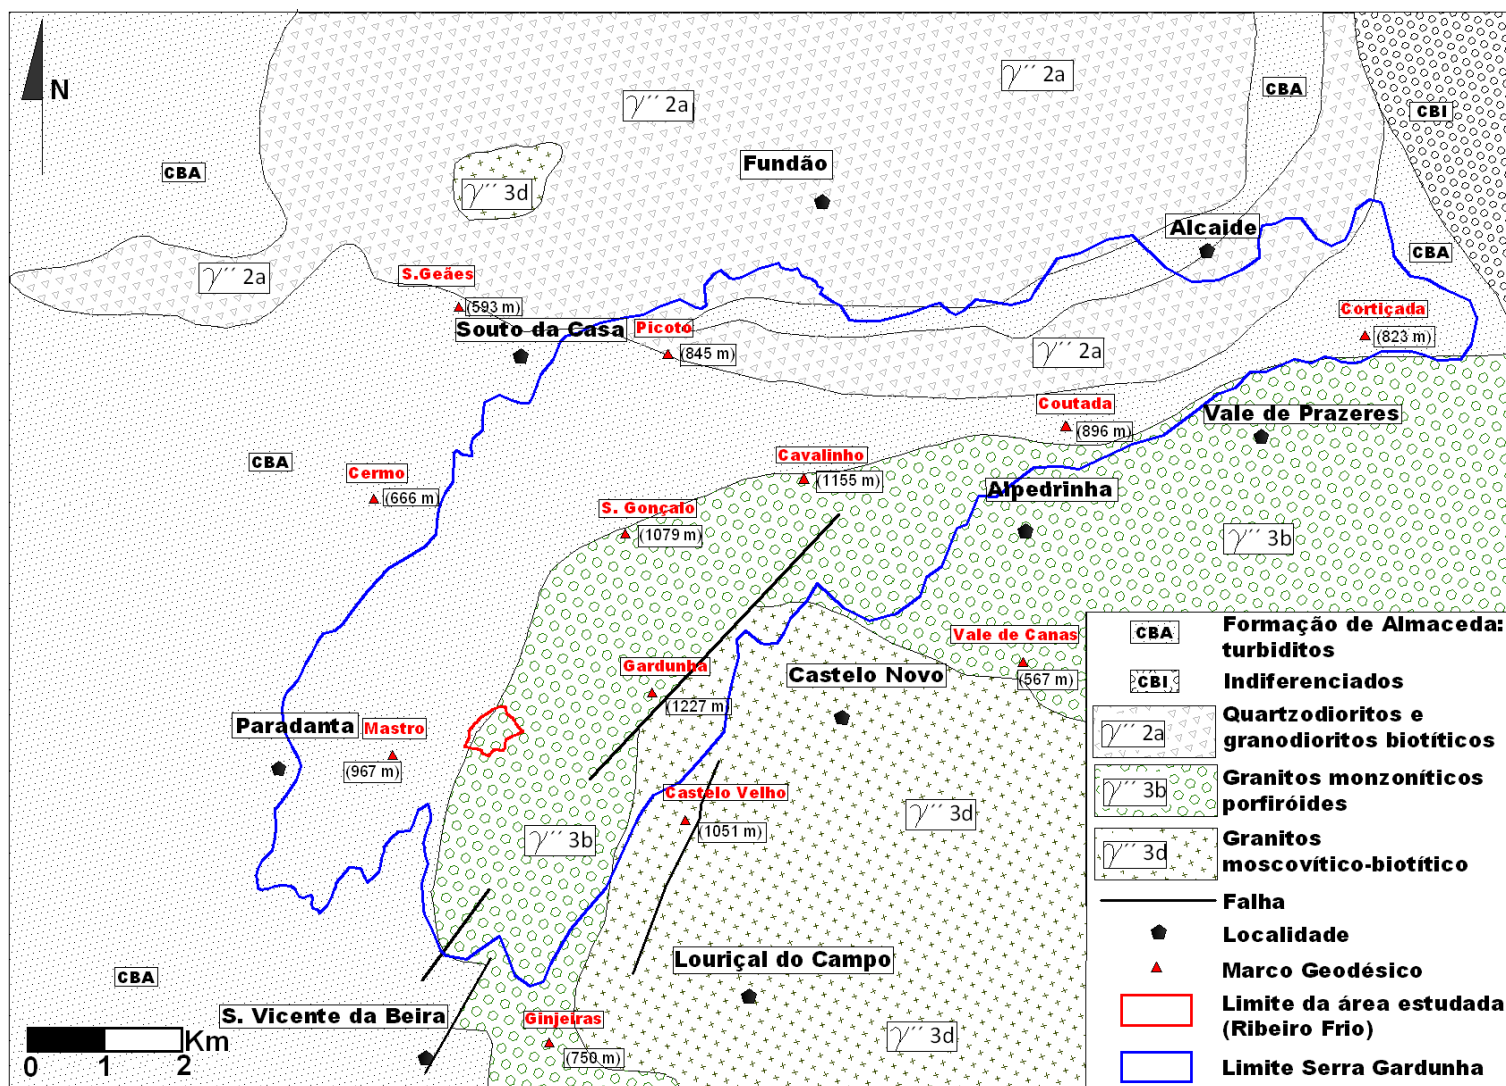 N
γ´´ 2a
γ´´ 2a
CBA
CBI
CBA
Fundão
γ´´ 3d
Alcaide
CBA
γ´´ 2a
S.Geães
(593 m)
Souto da Casa
Picoto
(845 m)
Cortiçada
(823 m)
γ´´ 2a
Coutada
(896 m)
Vale de Prazeres
CBA
Cermo
(666 m)
Cavalinho
(1155 m)
Alpedrinha
S. Gonçalo
(1079 m)
γ´´ 3b
Vale de Canas
(567 m)
Gardunha
(1227 m)
Castelo Novo
Paradanta
Mastro
(967 m)
Castelo Velho
(1051 m)
γ´´ 3d
γ´´ 3b
Louriçal do Campo
CBA
S. Vicente da Beira
Ginjeiras
(750 m)
γ´´ 3d
0 1 2 Km
CBA Formação de Almaceda:
turbiditos
CBI Indiferenciados
γ´´ 2a Quartzodioritos e
granodioritos biotíticos
γ´´ 3b Granitos monzoníticos
porfiróides
γ´´ 3d Granitos
moscovítico-biotítico
Falha
Localidade
Marco Geodésico
Limite da área estudada
(Ribeiro Frio)
Limite Serra Gardunha